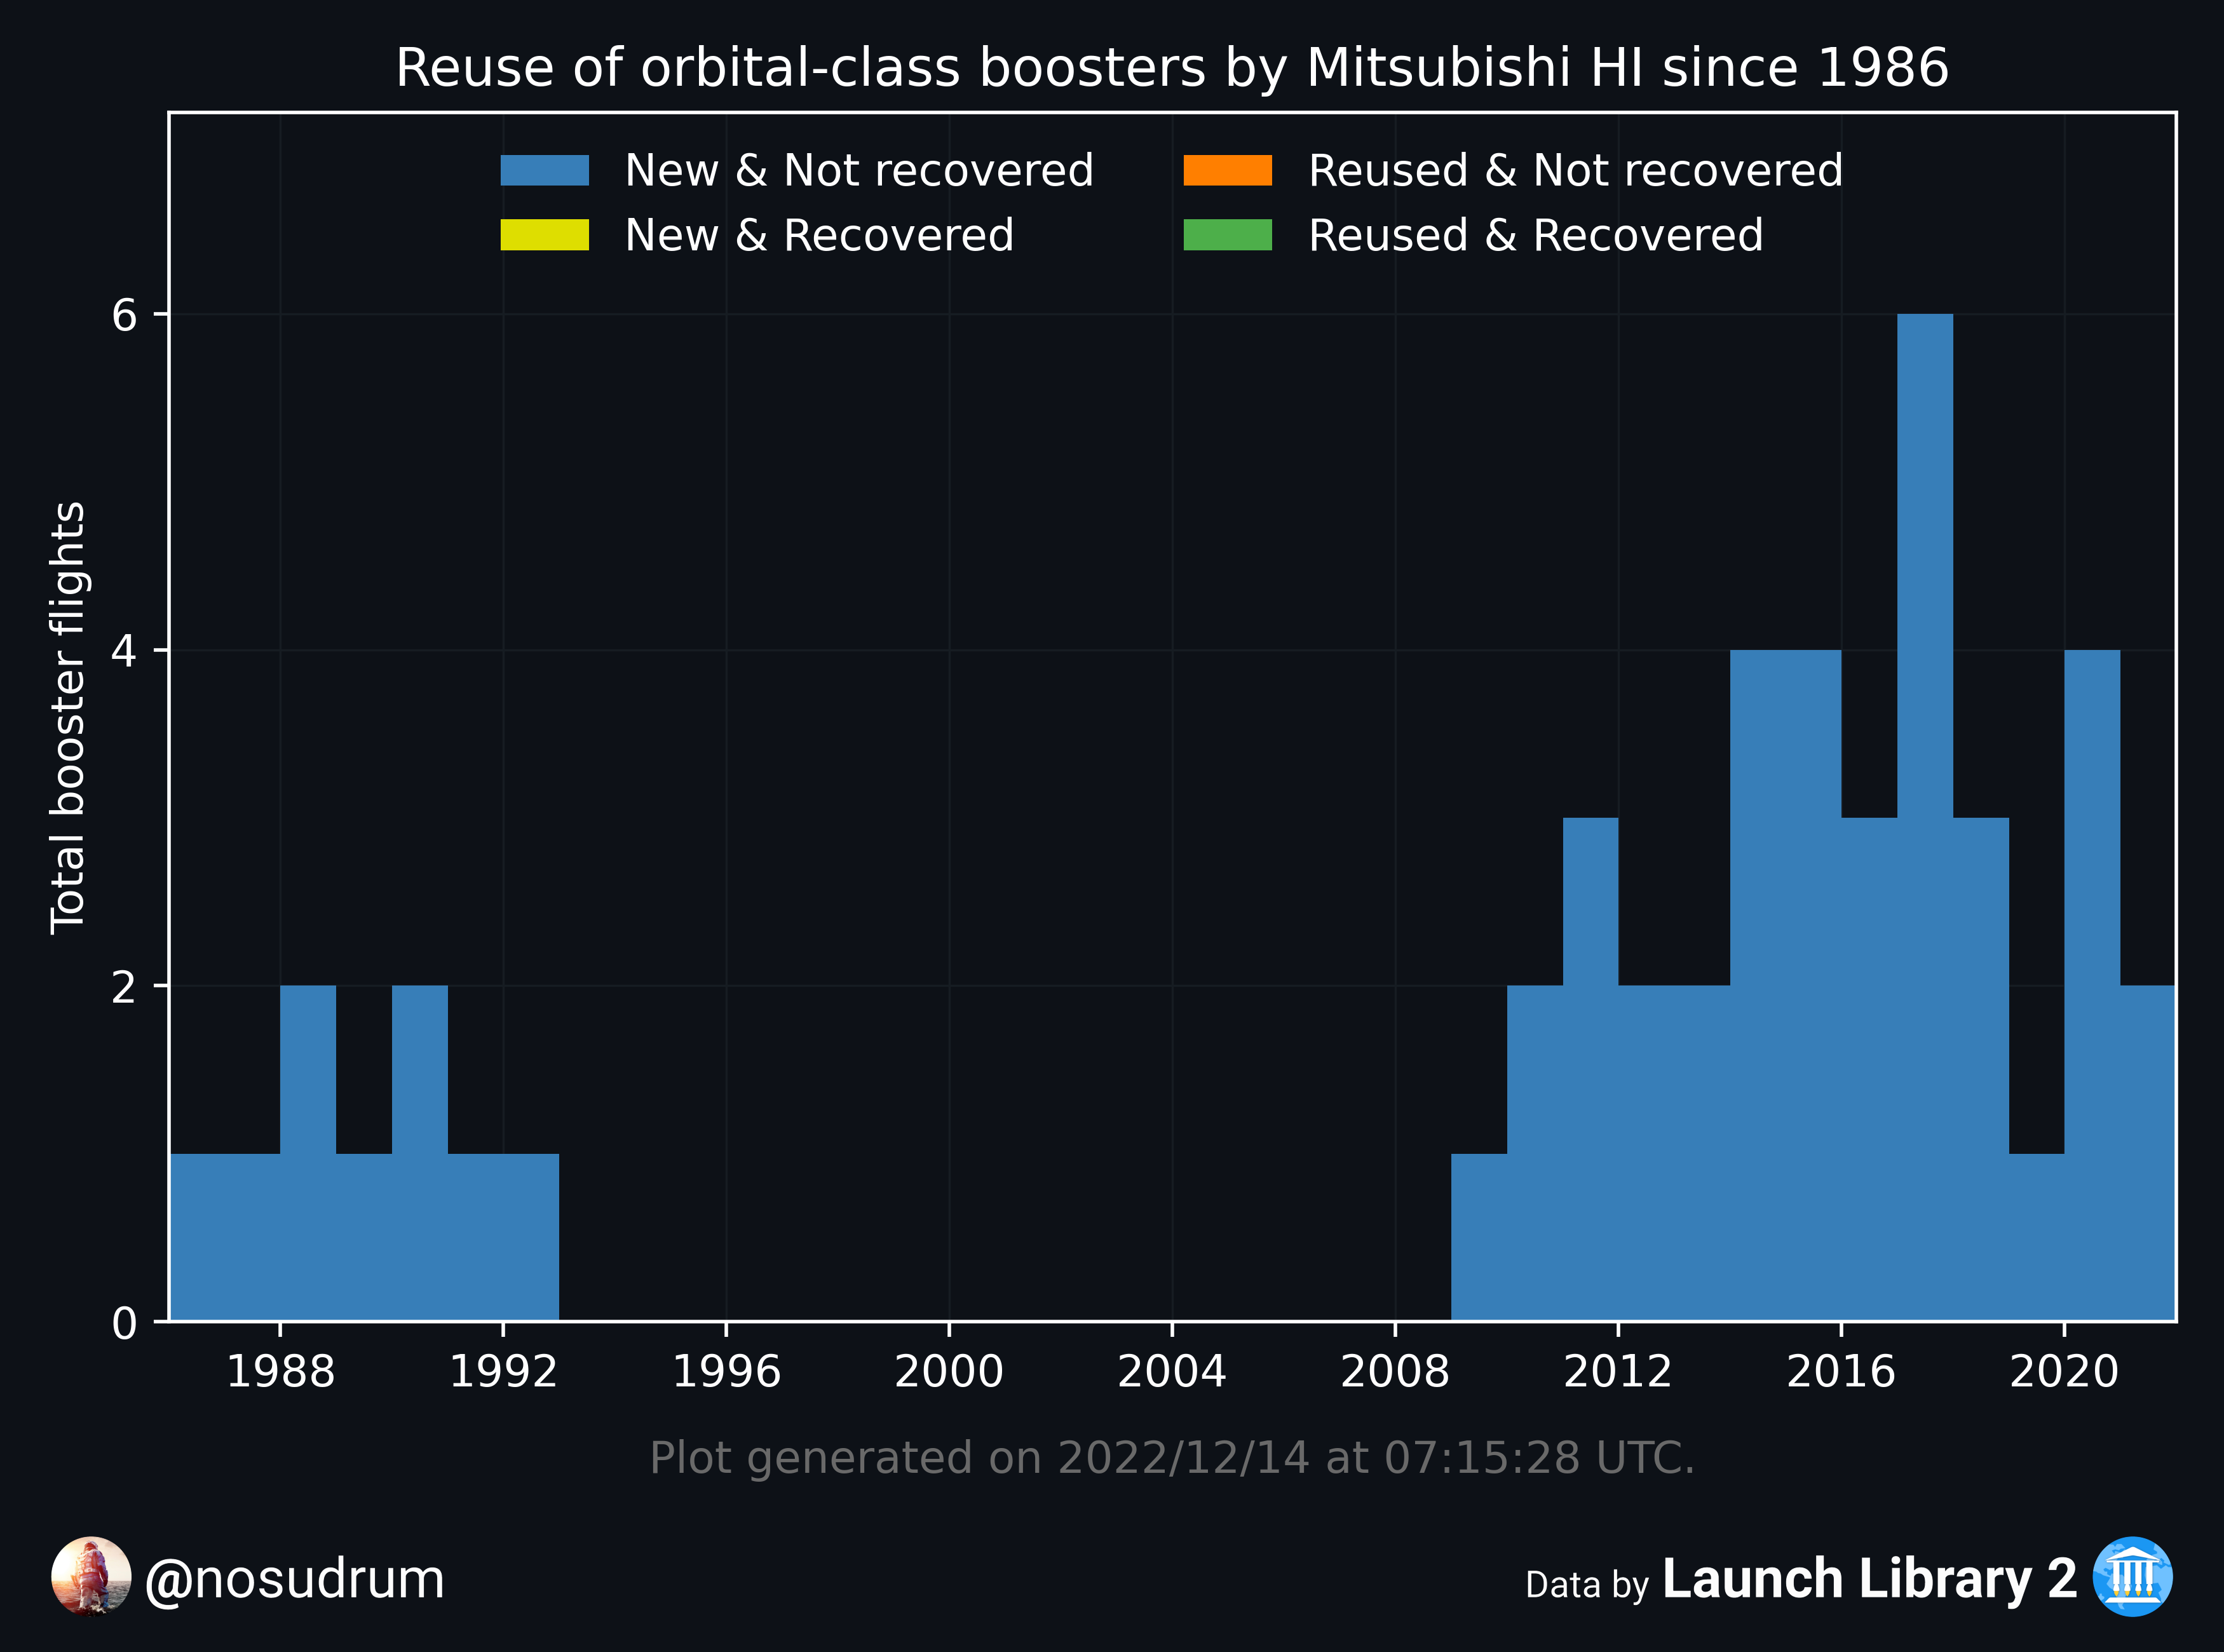 Reuse of orbital-class boosters by Mitsubishi HI since 1986
New & Not recovered
New & Recovered
Reused & Not recovered
Reused & Recovered
Total booster flights
6
4
2
0
1988 1992 1996 2000 2004 2008 2012 2016 2020
Plot generated on 2022/12/14 at 07:15:28 UTC.
@nosudrum
Data by Launch Library 2